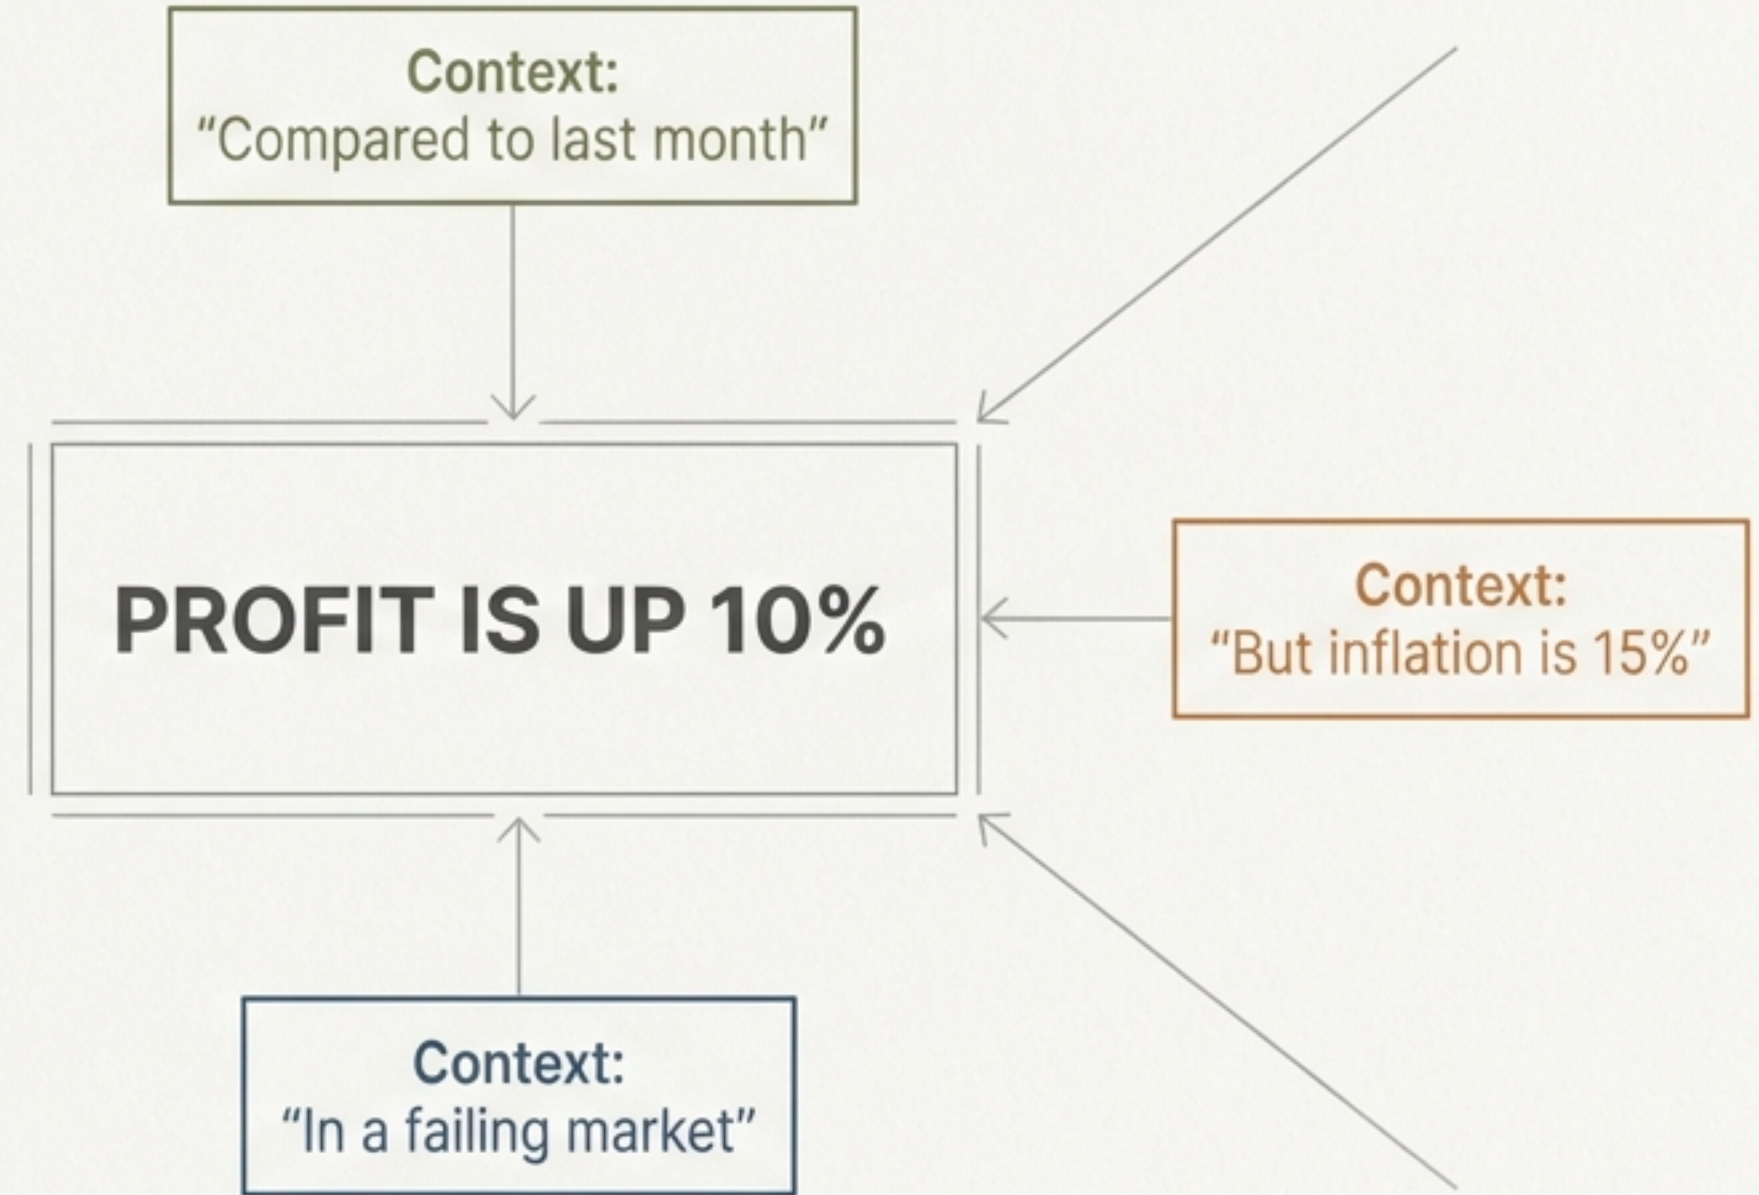 Context:
“Compared to last month”
PROFIT IS UP 10%
Context:
“But inflation is 15%”
Context:
“In a failing market”